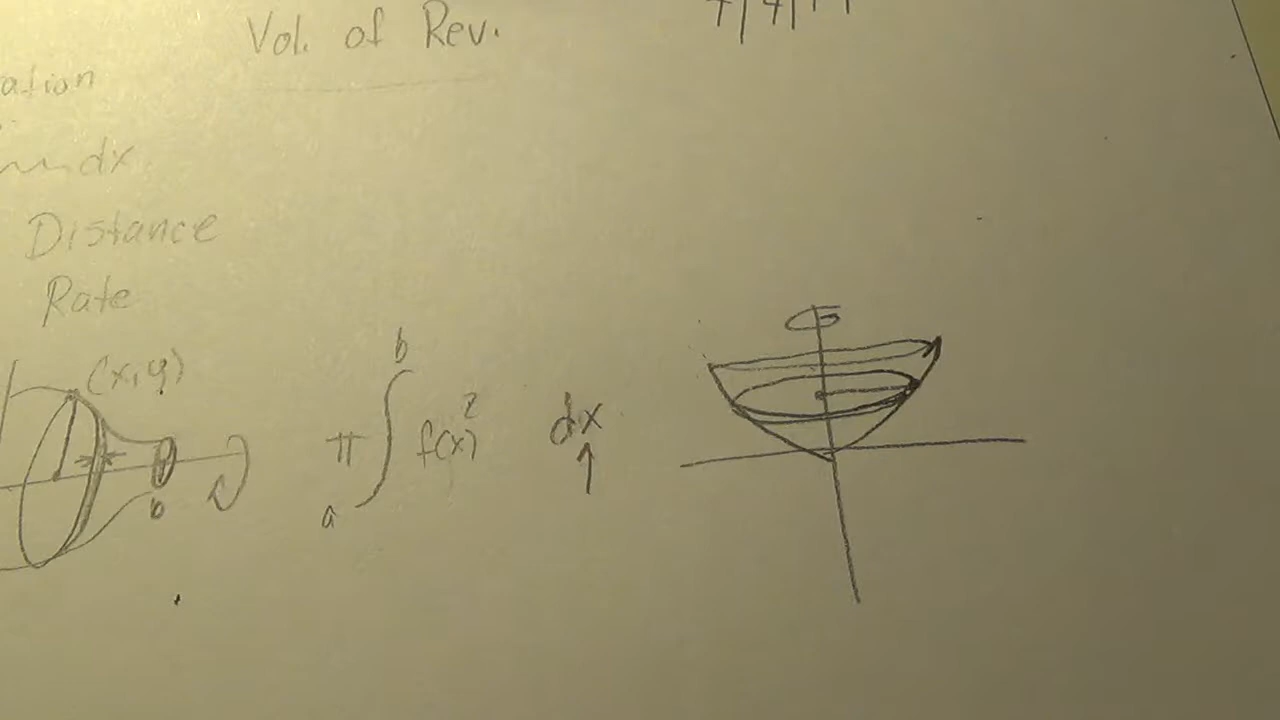 Vol. of Rev.
ation
dx
Distance
Rate
(x,y)
b
π ∫ f(x)² dx
a
b